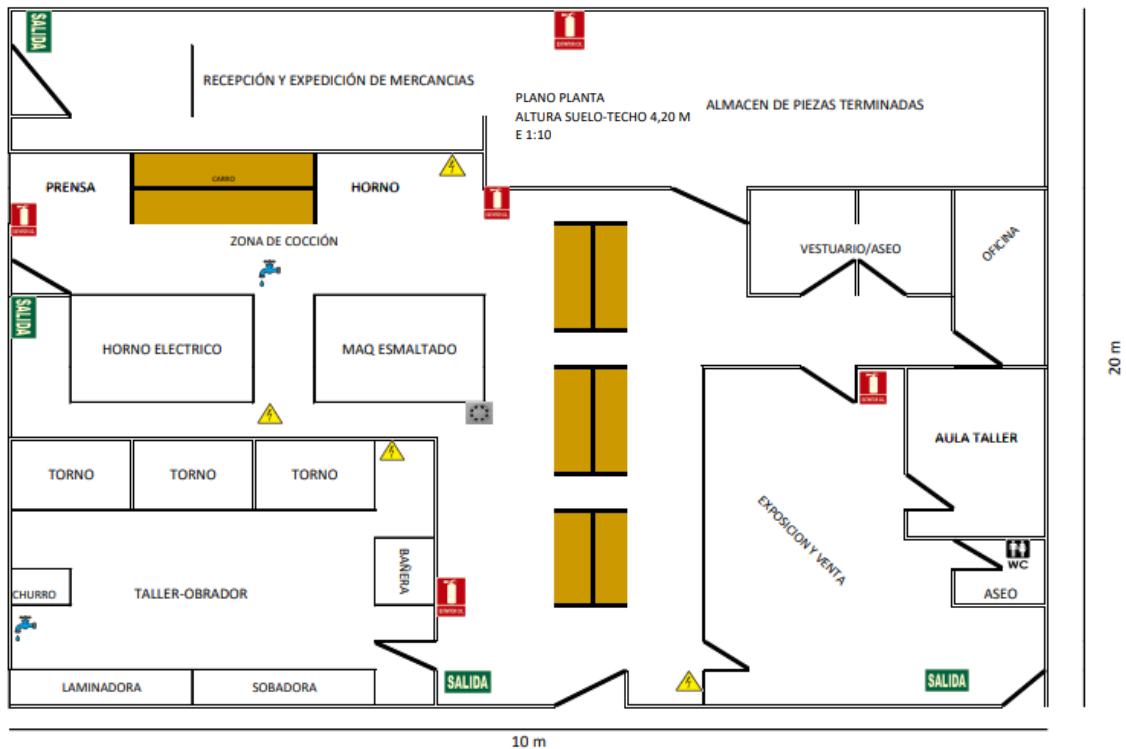 SALIDA
RECEPCIÓN Y EXPEDICIÓN DE MERCANCIAS
PLANO PLANTA
ALTURA SUELO-TECHO 4,20 M
E 1:10
ALMACEN DE PIEZAS TERMINADAS
PRENSA
CARRO
HORNO
ZONA DE COCCIÓN
VESTUARIO/ASEO
OFICINA
SALIDA
HORNO ELECTRICO
MAQ ESMALTADO
20 m
AULA TALLER
TORNO
TORNO
TORNO
EXPOSICION Y VENTA
BAÑERA
WC
CHURRO
TALLER-OBRADOR
ASEO
SALIDA
SALIDA
LAMINADORA
SOBADORA
10 m